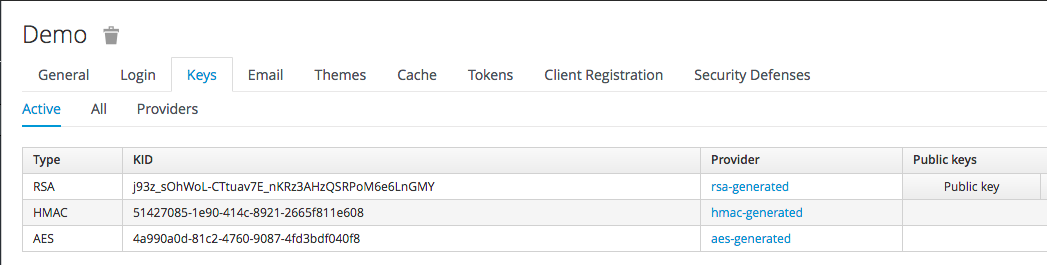 Demo
General Login Keys Email Themes Cache Tokens Client Registration Security Defenses
Active All Providers
Type KID Provider Public keys
RSA j93z_sOhWoL-CTtuav7E_nKRz3AHzQSRPoM6e6LnGMY rsa-generated Public key
HMAC 51427085-1e90-414c-8921-2665f811e608 hmac-generated
AES 4a990a0d-81c2-4760-9087-4fd3bdf040f8 aes-generated